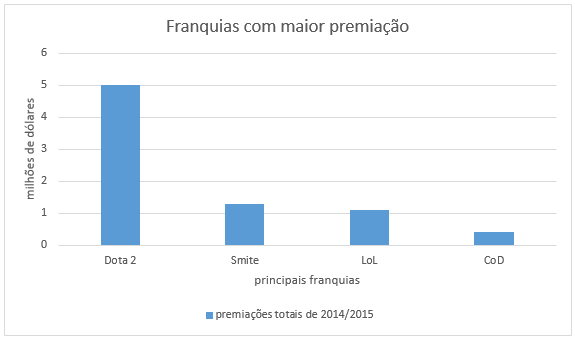 Franquias com maior premiação
6
5
4
3
2
1
0
milhões de dólares
Dota 2 Smite LoL CoD
principais franquias
premiações totais de 2014/2015